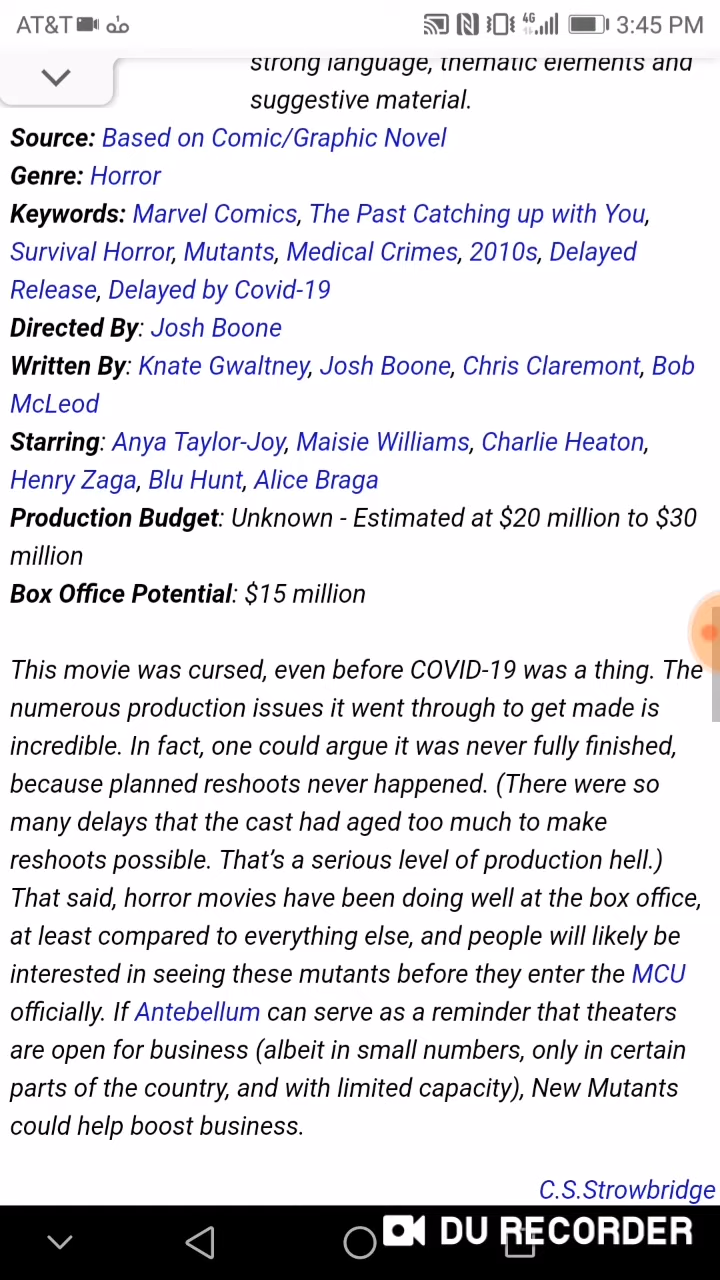 AT&T 4G 3:45 PM
strong language, thematic elements and
suggestive material.
Source: Based on Comic/Graphic Novel
Genre: Horror
Keywords: Marvel Comics, The Past Catching up with You,
Survival Horror, Mutants, Medical Crimes, 2010s, Delayed
Release, Delayed by Covid-19
Directed By: Josh Boone
Written By: Knate Gwaltney, Josh Boone, Chris Claremont, Bob
McLeod
Starring: Anya Taylor-Joy, Maisie Williams, Charlie Heaton,
Henry Zaga, Blu Hunt, Alice Braga
Production Budget: Unknown - Estimated at $20 million to $30
million
Box Office Potential: $15 million
This movie was cursed, even before COVID-19 was a thing. The
numerous production issues it went through to get made is
incredible. In fact, one could argue it was never fully finished,
because planned reshoots never happened. (There were so
many delays that the cast had aged too much to make
reshoots possible. That's a serious level of production hell.)
That said, horror movies have been doing well at the box office,
at least compared to everything else, and people will likely be
interested in seeing these mutants before they enter the MCU
officially. If Antebellum can serve as a reminder that theaters
are open for business (albeit in small numbers, only in certain
parts of the country, and with limited capacity), New Mutants
could help boost business.
C.S.Strowbridge
DU RECORDER